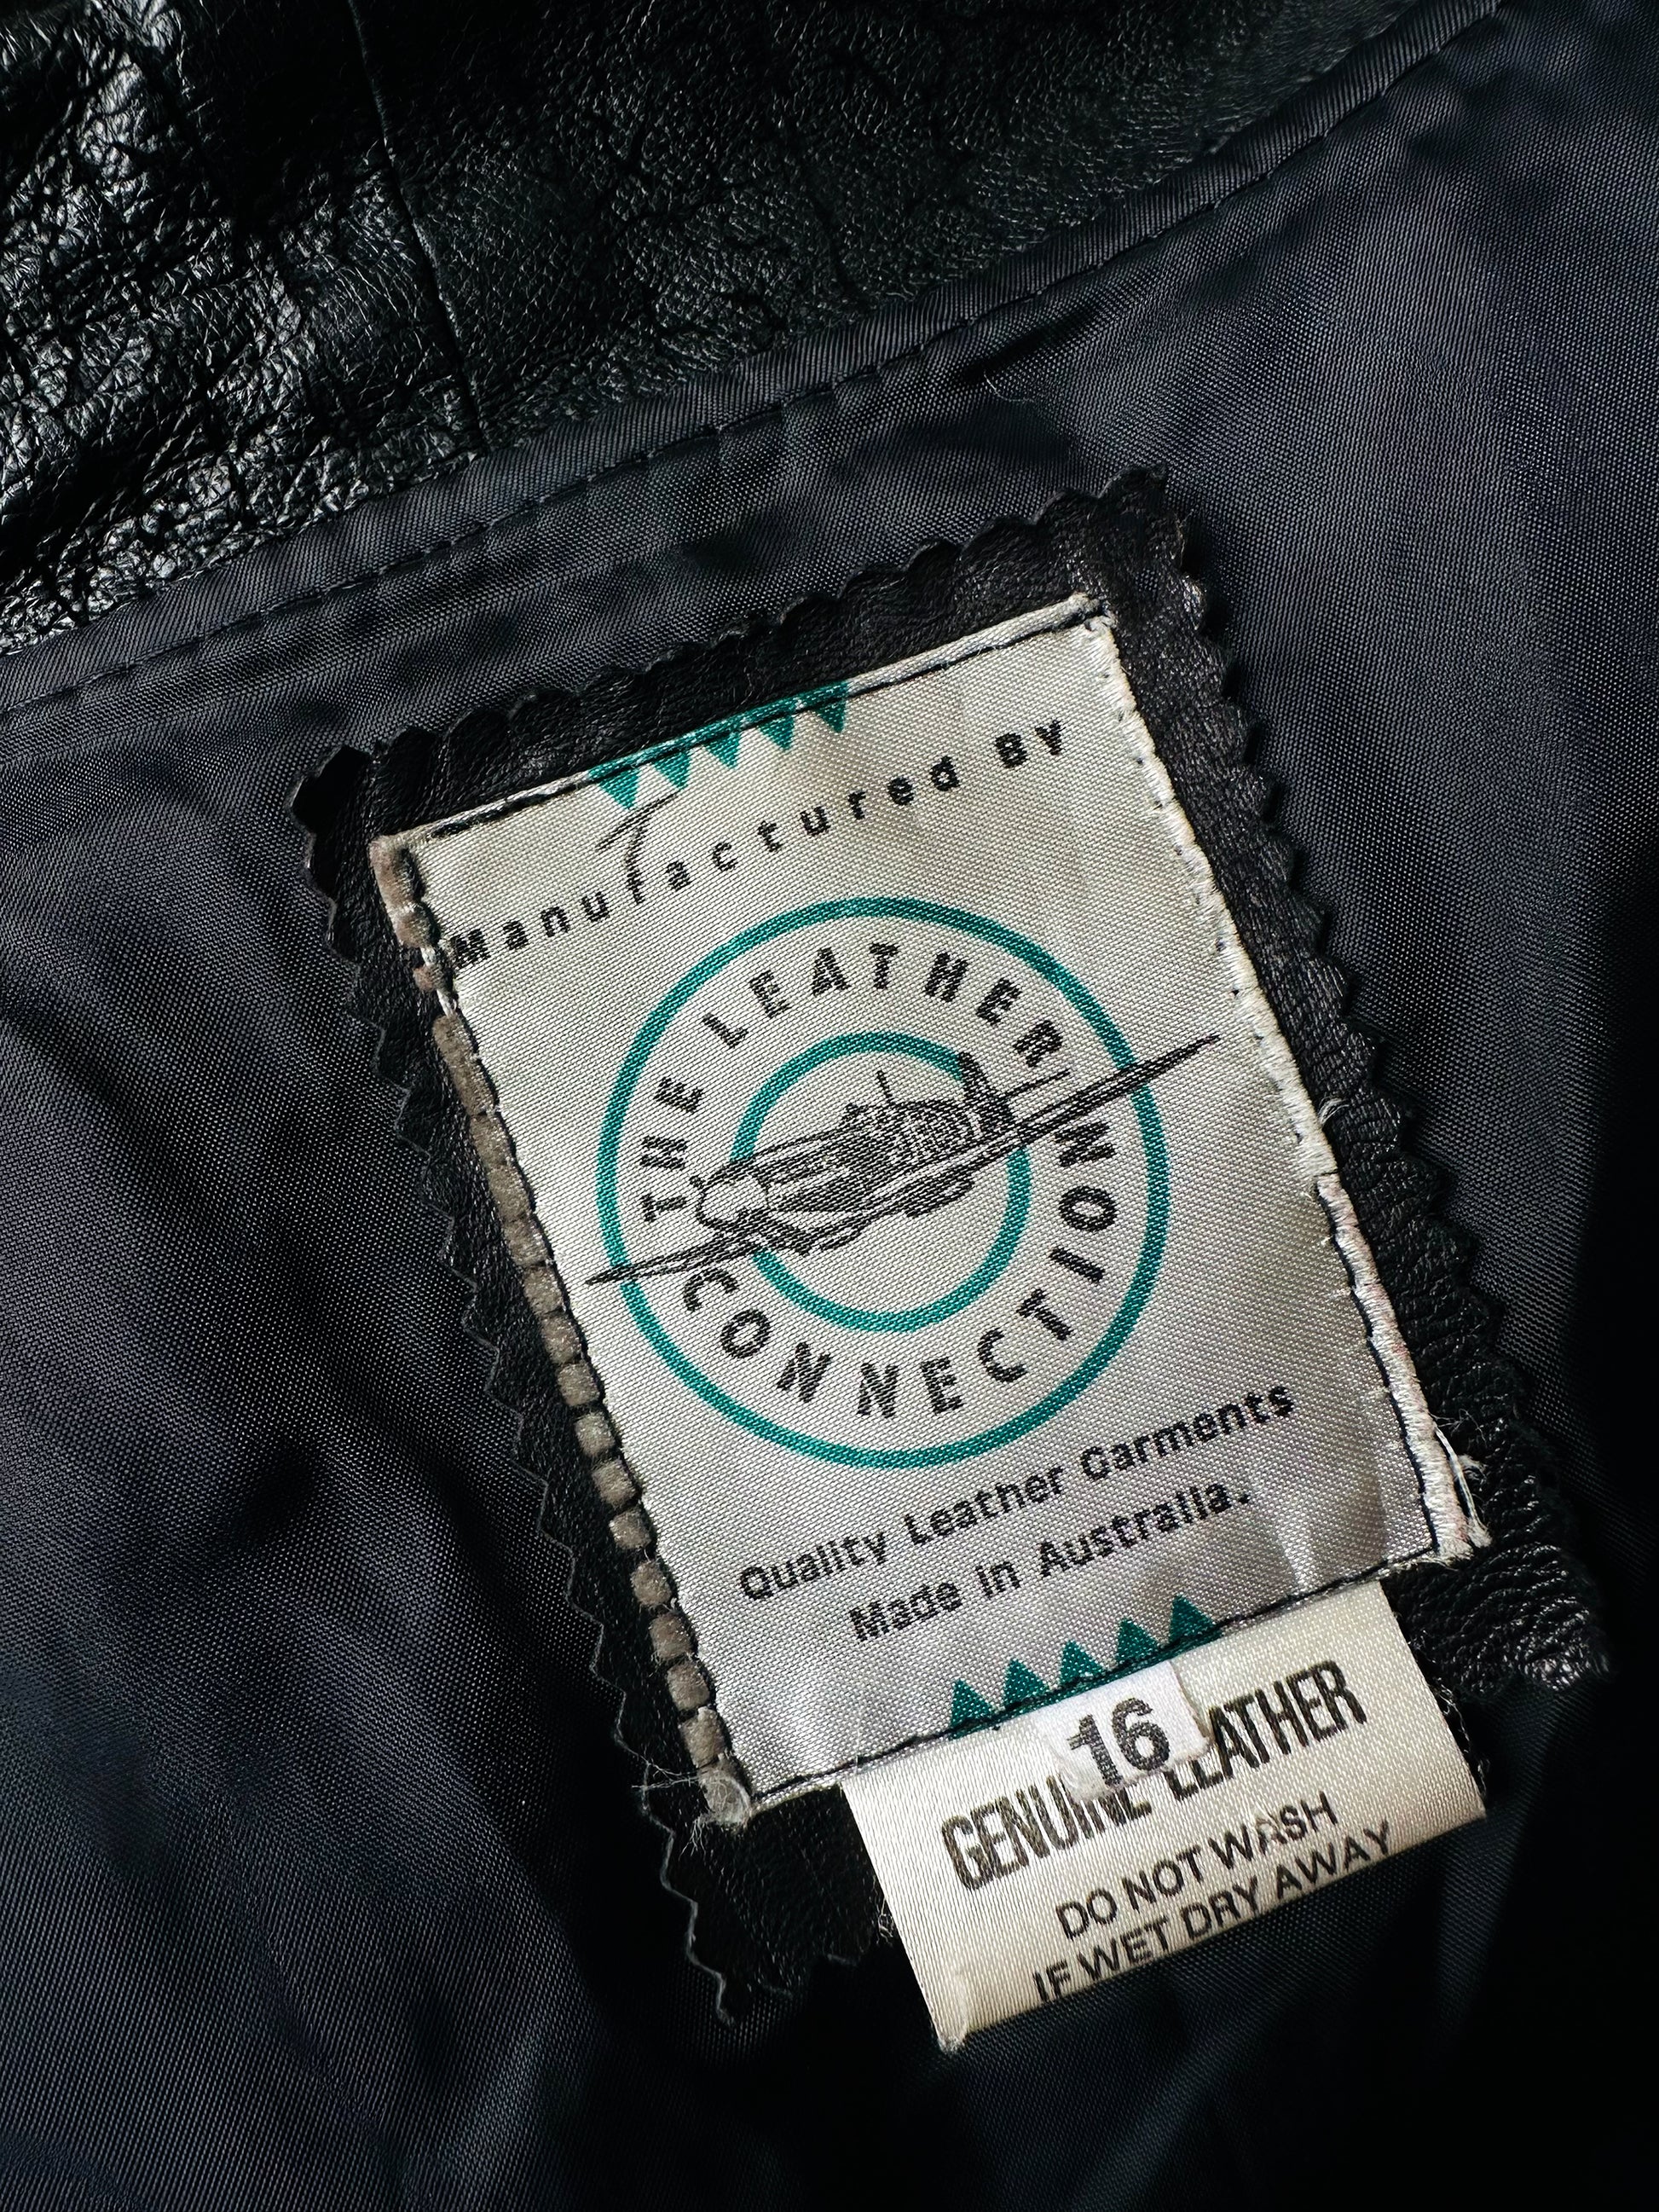 Manufactured By
THE LEATHER
CONNECTION
Quality Leather Garments
Made in Australia.
16
GENUINE LEATHER
DO NOT WASH
IF WET DRY AWAY